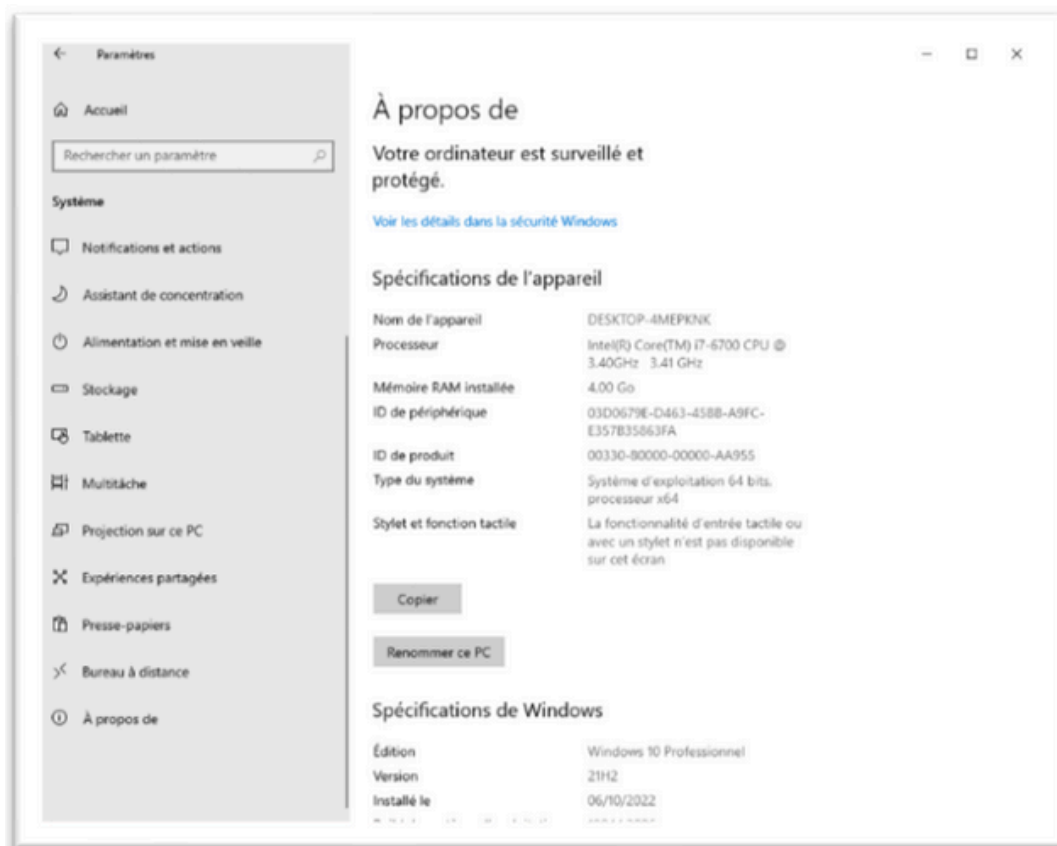 Paramètres
Accueil
Rechercher un paramètre
Système
Notifications et actions
Assistant de concentration
Alimentation et mise en veille
Stockage
Tablette
Multitâche
Projection sur ce PC
Expériences partagées
Presse-papiers
Bureau à distance
À propos de
À propos de
Votre ordinateur est surveillé et
protégé.
Voir les détails dans la sécurité Windows
Spécifications de l'appareil
Nom de l'appareil DESKTOP-4MEPKNK
Processeur Intel(R) Core(TM) i7-6700 CPU @
3.40GHz 3.41 GHz
Mémoire RAM installée 4,00 Go
ID de périphérique 03D0679E-D463-458B-A9FC-
E357B35863FA
ID de produit 00330-80000-00000-AA955
Type du système Système d'exploitation 64 bits,
processeur x64
Stylet et fonction tactile La fonctionnalité d'entrée tactile ou
avec un stylet n'est pas disponible
sur cet écran
Copier
Renommer ce PC
Spécifications de Windows
Édition Windows 10 Professionnel
Version 21H2
Installé le 06/10/2022